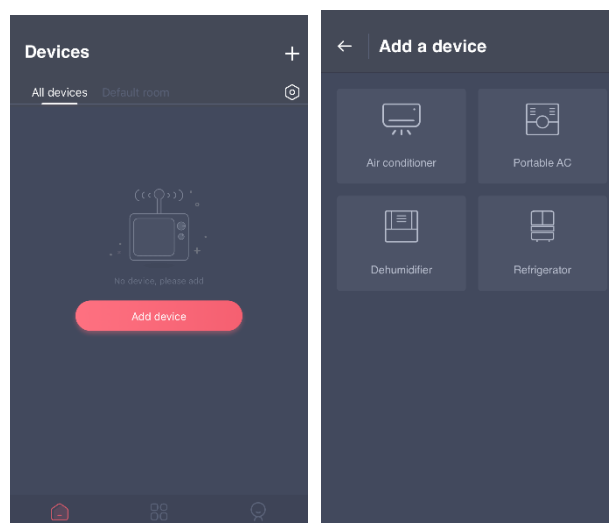 Devices
All devices Default room
No device, please add
Add device
Add a device
Air conditioner Portable AC
Dehumidifier Refrigerator